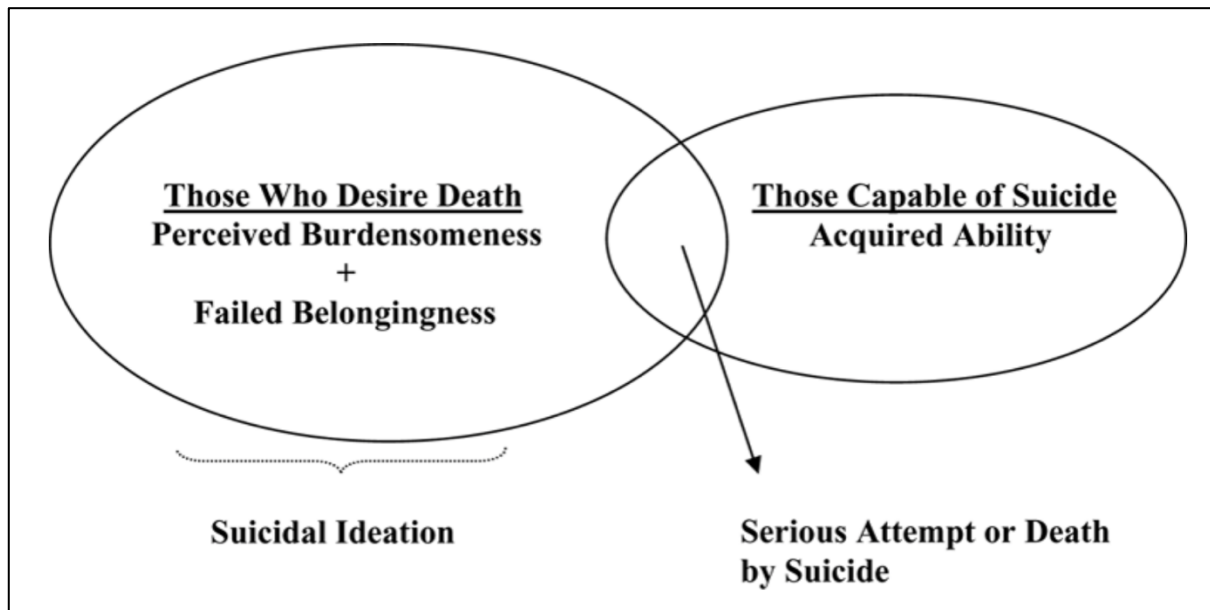 Those Who Desire Death
Perceived Burdensomeness
+
Failed Belongingness
Those Capable of Suicide
Acquired Ability
Suicidal Ideation
Serious Attempt or Death
by Suicide